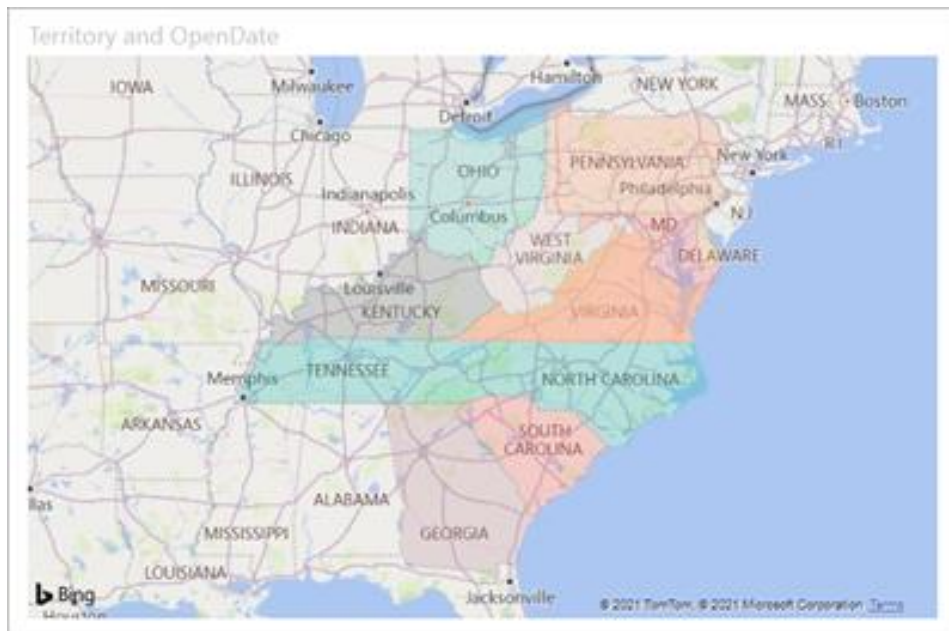 Territory and OpenDate
Hamilton
IOWA
Milwaukee
NEW YORK
MASS
Boston
Detroit
Chicago
RI
New York
OHIO
PENNSYLVANIA
ILLINOIS
Indianapolis
Philadelphia
Columbus
NJ
INDIANA
MD
WEST
VIRGINIA
DELAWARE
MISSOURI
Louisville
KENTUCKY
VIRGINIA
TENNESSEE
Memphis
NORTH CAROLINA
ARKANSAS
SOUTH
CAROLINA
llas
ALABAMA
MISSISSIPPI
GEORGIA
LOUISIANA
Bing
Jacksonville
© 2021 TomTom, © 2021 Microsoft Corporation Terms
Houston